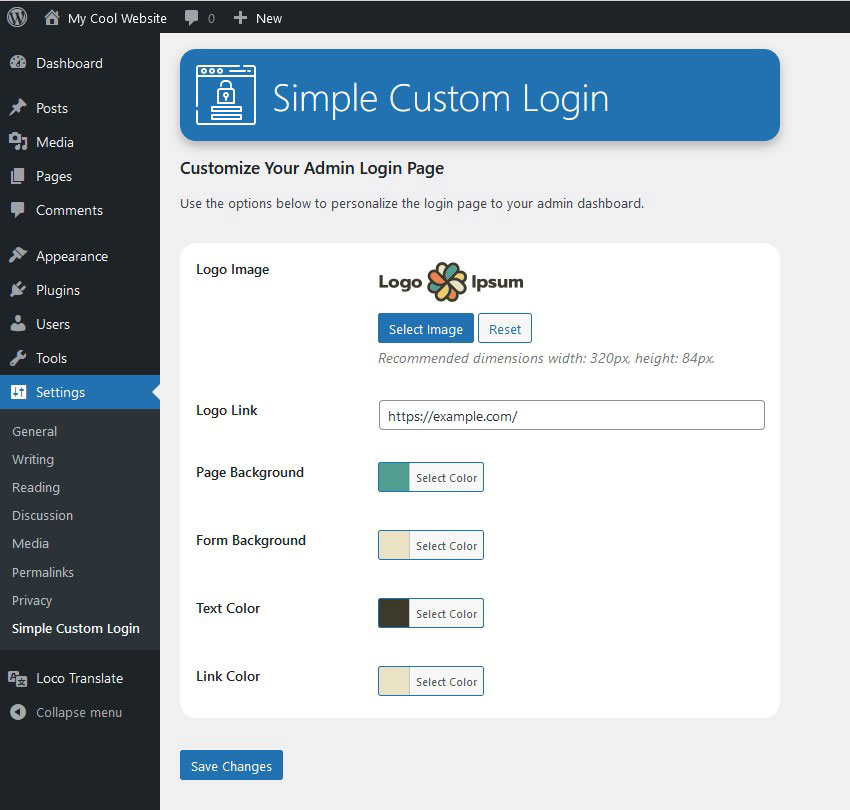 My Cool Website 0 New
Dashboard
Posts
Media
Pages
Comments
Appearance
Plugins
Users
Tools
Settings
General
Writing
Reading
Discussion
Media
Permalinks
Privacy
Simple Custom Login
Loco Translate
Collapse menu
Simple Custom Login
Customize Your Admin Login Page
Use the options below to personalize the login page to your admin dashboard.
Logo Image
Logo Ipsum
Select Image Reset
Recommended dimensions width: 320px, height: 84px.
Logo Link https://example.com/
Page Background Select Color
Form Background Select Color
Text Color Select Color
Link Color Select Color
Save Changes